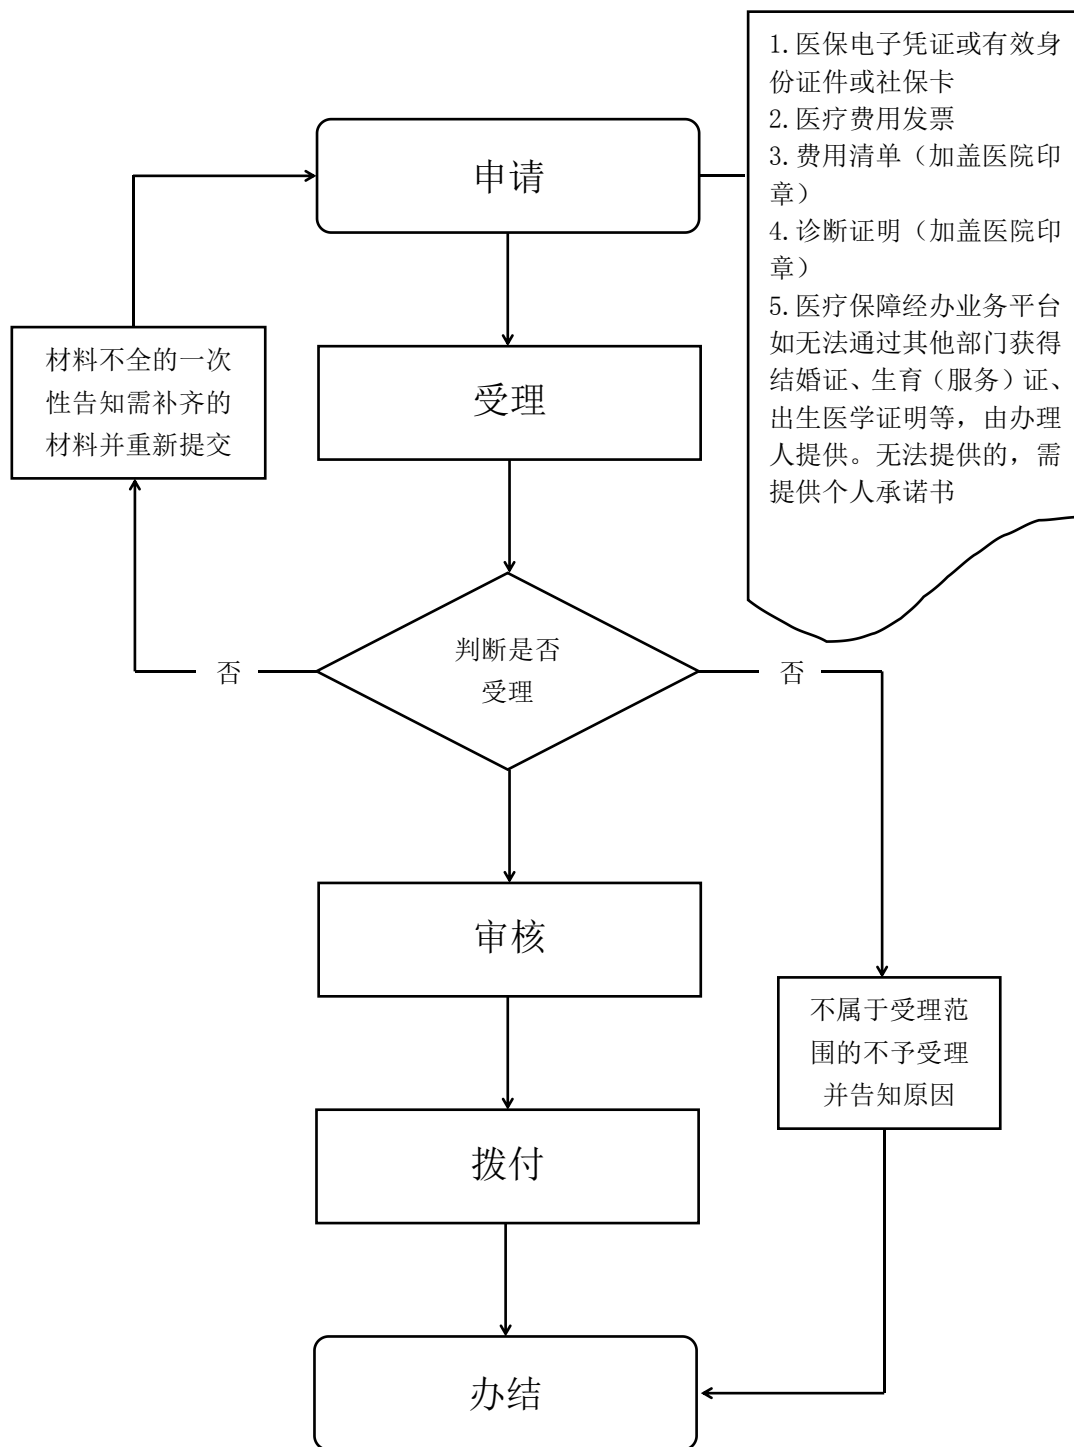 1.医保电子凭证或有效身
份证件或社保卡
2.医疗费用发票
3.费用清单（加盖医院印
章）
4.诊断证明（加盖医院印
章）
5.医疗保障经办业务平台
如无法通过其他部门获得
结婚证、生育（服务）证、
出生医学证明等，由办理
人提供。无法提供的，需
提供个人承诺书
申请
材料不全的一次
性告知需补齐的
材料并重新提交
受理
判断是否
受理
否
否
审核
不属于受理范
围的不予受理
并告知原因
拨付
办结